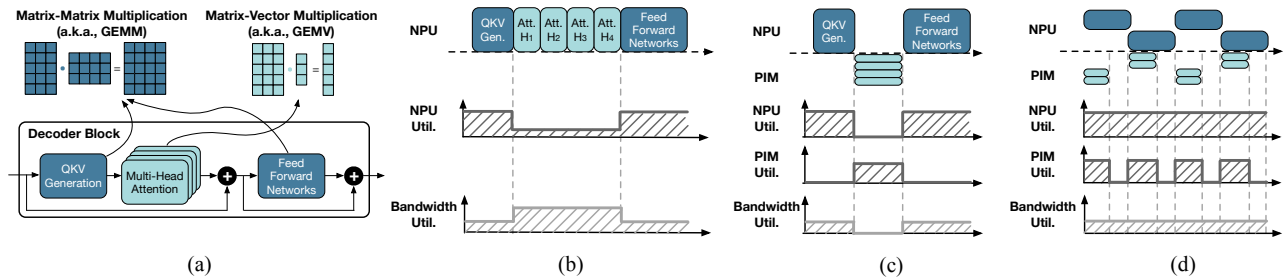 Matrix-Matrix Multiplication
(a.k.a., GEMM)
Matrix-Vector Multiplication
(a.k.a., GEMV)
=
=
Decoder Block
QKV
Generation
Multi-Head
Attention
+
Feed
Forward
Networks
+
(a)
NPU
QKV
Gen.
Att.
H1
Att.
H2
Att.
H3
Att.
H4
Feed
Forward
Networks
NPU
Util.
Bandwidth
Util.
(b)
NPU
QKV
Gen.
Feed
Forward
Networks
PIM
NPU
Util.
PIM
Util.
Bandwidth
Util.
(c)
NPU
PIM
NPU
Util.
PIM
Util.
Bandwidth
Util.
(d)